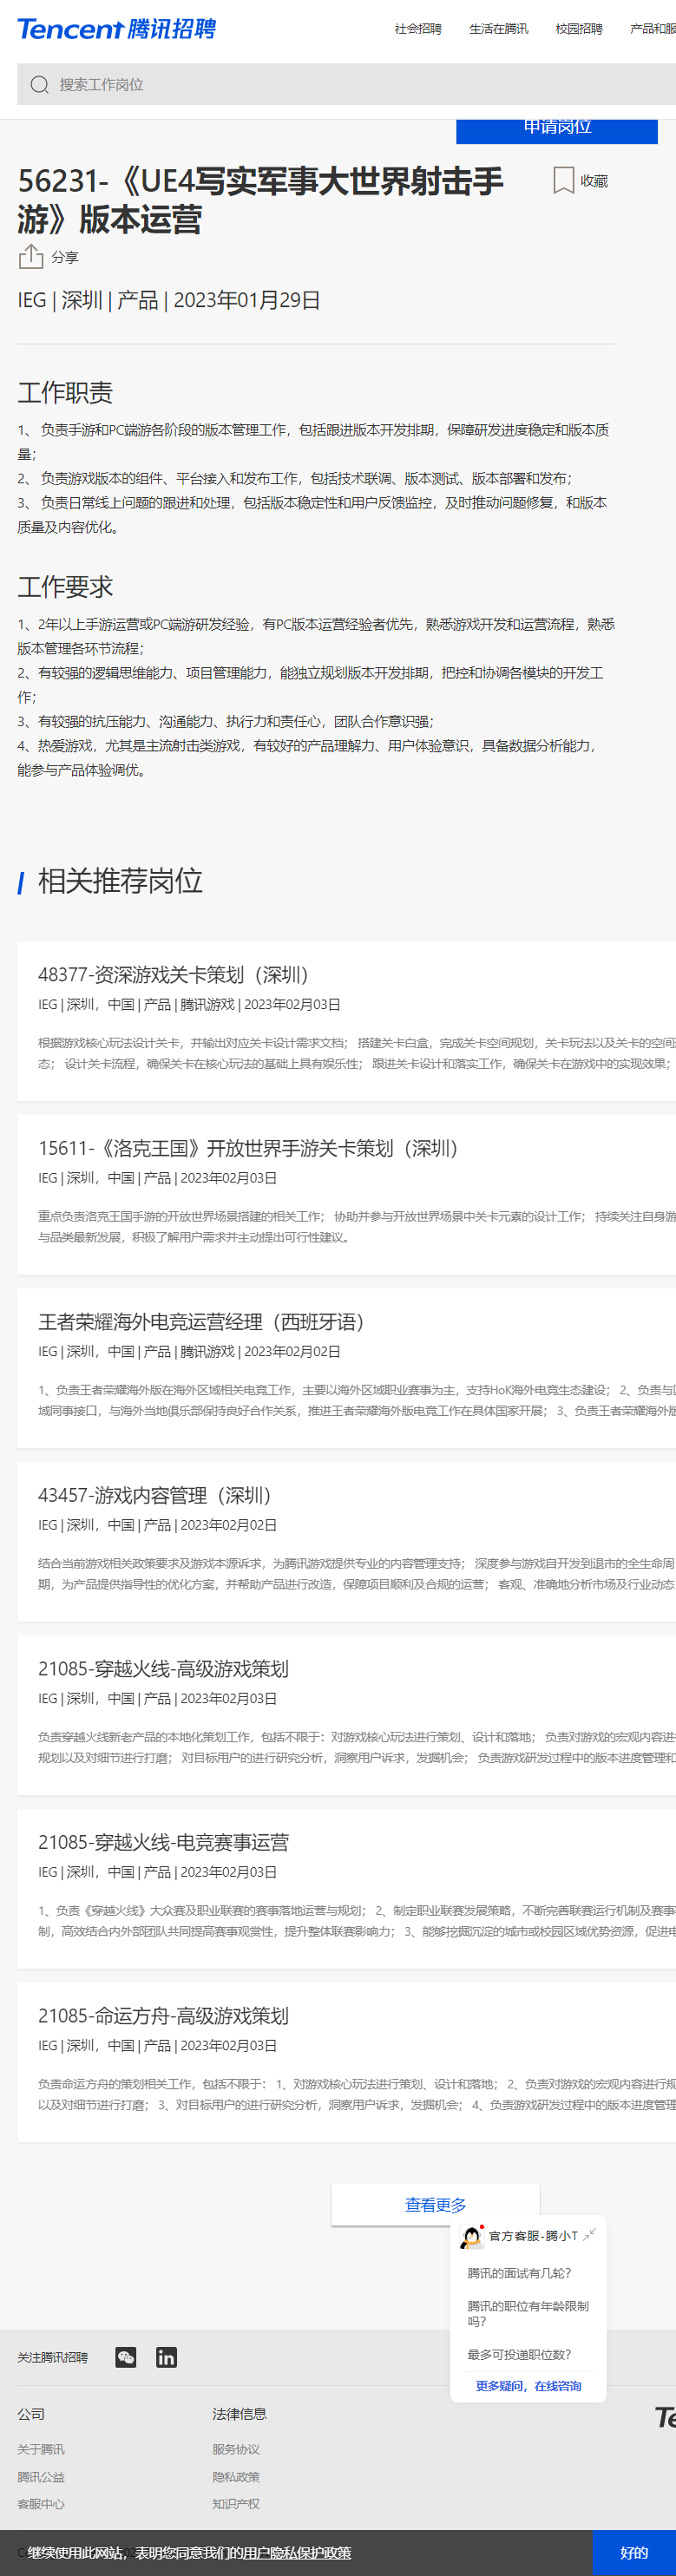 Tencent 腾讯招聘
社会招聘
生活在腾讯
校园招聘
产品和服
搜索工作岗位
申请岗位
56231-《UE4写实军事大世界射击手
游》版本运营
收藏
分享
IEG | 深圳 | 产品 | 2023年01月29日
工作职责
1、 负责手游和PC端游各阶段的版本管理工作，包括跟进版本开发排期，保障研发进度稳定和版本质
量；
2、 负责游戏版本的组件、平台接入和发布工作，包括技术联调、版本测试、版本部署和发布；
3、 负责日常线上问题的跟进和处理，包括版本稳定性和用户反馈监控，及时推动问题修复，和版本
质量及内容优化。
工作要求
1、2年以上手游运营或PC端游研发经验，有PC版本运营经验者优先，熟悉游戏开发和运营流程，熟悉
版本管理各环节流程；
2、有较强的逻辑思维能力、项目管理能力，能独立规划版本开发排期，把控和协调各模块的开发工
作；
3、有较强的抗压能力、沟通能力、执行力和责任心，团队合作意识强；
4、热爱游戏，尤其是主流射击类游戏，有较好的产品理解力、用户体验意识，具备数据分析能力，
能参与产品体验调优。
相关推荐岗位
48377-资深游戏关卡策划（深圳）
IEG | 深圳，中国 | 产品 | 腾讯游戏 | 2023年02月03日
根据游戏核心玩法设计关卡，并输出对应关卡设计需求文档； 搭建关卡白盒，完成关卡空间规划，关卡玩法以及关卡的空间
态； 设计关卡流程，确保关卡在核心玩法的基础上具有娱乐性； 跟进关卡设计和落实工作，确保关卡在游戏中的实现效果；
15611-《洛克王国》开放世界手游关卡策划（深圳）
IEG | 深圳，中国 | 产品 | 2023年02月03日
重点负责洛克王国手游的开放世界场景搭建的相关工作； 协助并参与开放世界场景中关卡元素的设计工作； 持续关注自身游
与品类最新发展，积极了解用户需求并主动提出可行性建议。
王者荣耀海外电竞运营经理（西班牙语）
IEG | 深圳，中国 | 产品 | 腾讯游戏 | 2023年02月02日
1、负责王者荣耀海外版在海外区域相关电竞工作，主要以海外区域职业赛事为主，支持HoK海外电竞生态建设； 2、负责与
域同事接口，与海外当地俱乐部保持良好合作关系，推进王者荣耀海外版电竞工作在具体国家开展； 3、负责王者荣耀海外版
43457-游戏内容管理（深圳）
IEG | 深圳，中国 | 产品 | 2023年02月02日
结合当前游戏相关政策要求及游戏本源诉求，为腾讯游戏提供专业的内容管理支持； 深度参与游戏自开发到退市的全生命周
期，为产品提供指导性的优化方案，并帮助产品进行改造，保障项目顺利及合规的运营； 客观、准确地分析市场及行业动态
21085-穿越火线-高级游戏策划
IEG | 深圳，中国 | 产品 | 2023年02月03日
负责穿越火线新老产品的本地化策划工作，包括不限于：对游戏核心玩法进行策划、设计和落地； 负责对游戏的宏观内容进
规划以及对细节进行打磨； 对目标用户的进行研究分析，洞察用户诉求，发掘机会； 负责游戏研发过程中的版本进度管理和
21085-穿越火线-电竞赛事运营
IEG | 深圳，中国 | 产品 | 2023年02月03日
1、负责《穿越火线》大众赛及职业联赛的赛事落地运营与规划； 2、制定职业联赛发展策略，不断完善联赛运行机制及赛事
制，高效结合内外部团队共同提高赛事观赏性，提升整体联赛影响力； 3、能够挖掘沉淀的城市或校园区域优势资源，促进电
21085-命运方舟-高级游戏策划
IEG | 深圳，中国 | 产品 | 2023年02月03日
负责命运方舟的策划相关工作，包括不限于： 1、对游戏核心玩法进行策划、设计和落地； 2、负责对游戏的宏观内容进行规
以及对细节进行打磨； 3、对目标用户的进行研究分析，洞察用户诉求，发掘机会； 4、负责游戏研发过程中的版本进度管理
查看更多
官方客服-腾小T
腾讯的面试有几轮？
腾讯的职位有年龄限制
吗？
最多可投递职位数？
更多疑问，在线咨询
关注腾讯招聘
公司
法律信息
关于腾讯
服务协议
腾讯公益
隐私政策
客服中心
知识产权
继续使用此网站，表明您同意我们的用户隐私保护政策
好的